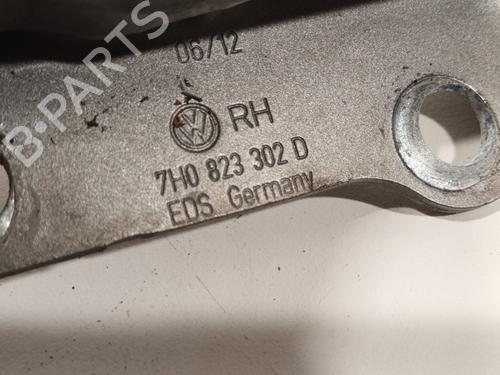 06/12
RH
7H0 823 302 D
EDS Germany
B-PARTS